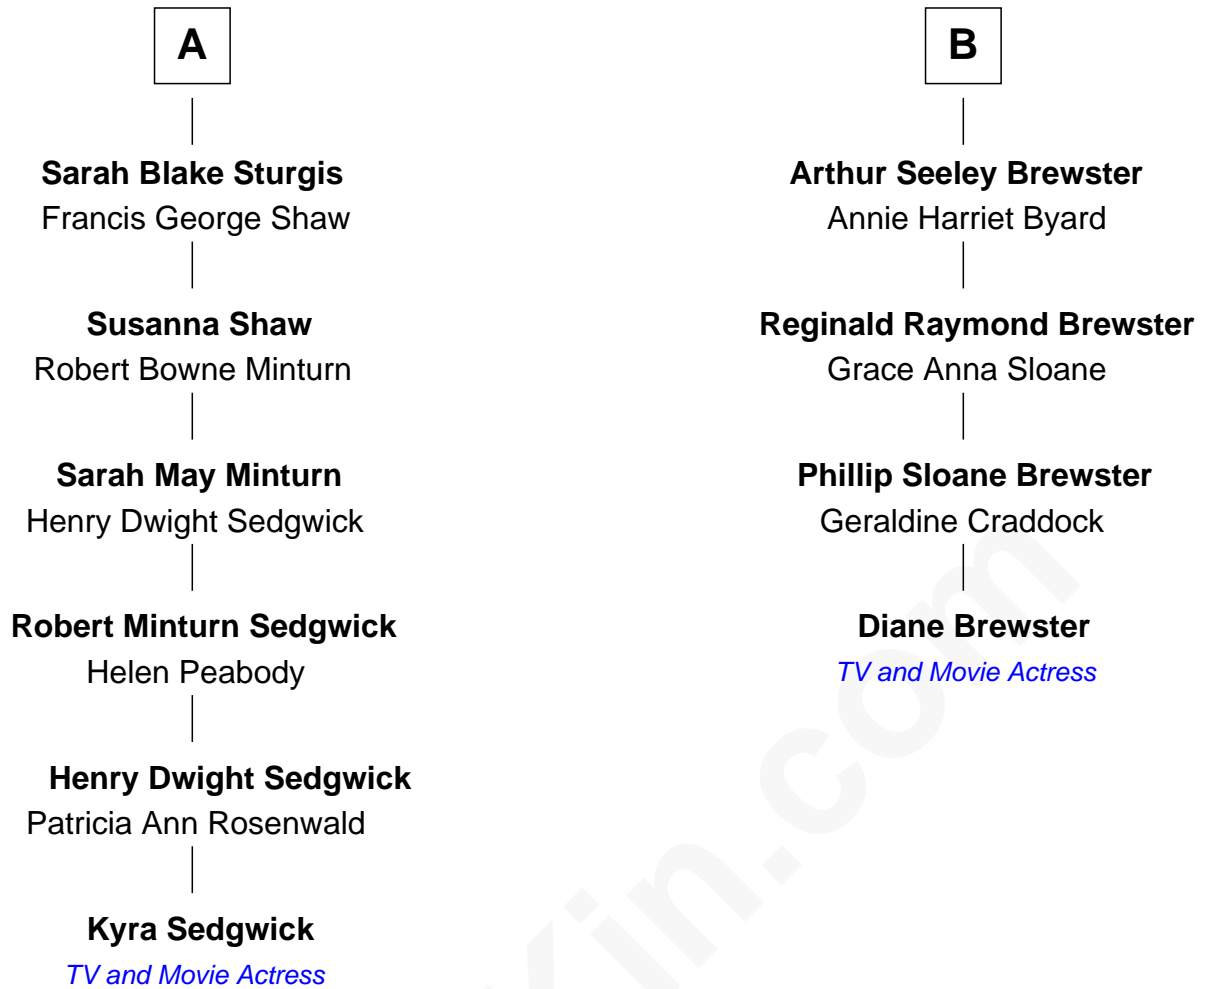 A
Sarah Blake Sturgis
Francis George Shaw
Susanna Shaw
Robert Bowne Minturn
Sarah May Minturn
Henry Dwight Sedgwick
Robert Minturn Sedgwick
Helen Peabody
Henry Dwight Sedgwick
Patricia Ann Rosenwald
Kyra Sedgwick
TV and Movie Actress
B
Arthur Seeley Brewster
Annie Harriet Byard
Reginald Raymond Brewster
Grace Anna Sloane
Phillip Sloane Brewster
Geraldine Craddock
Diane Brewster
TV and Movie Actress
Kin.com